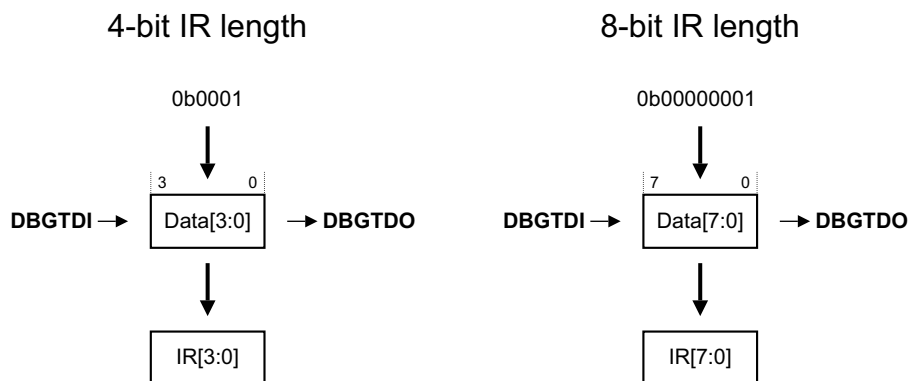 4-bit IR length
0b0001
3 0
DBGTDI Data[3:0] DBGTDO
IR[3:0]
8-bit IR length
0b00000001
7 0
DBGTDI Data[7:0] DBGTDO
IR[7:0]